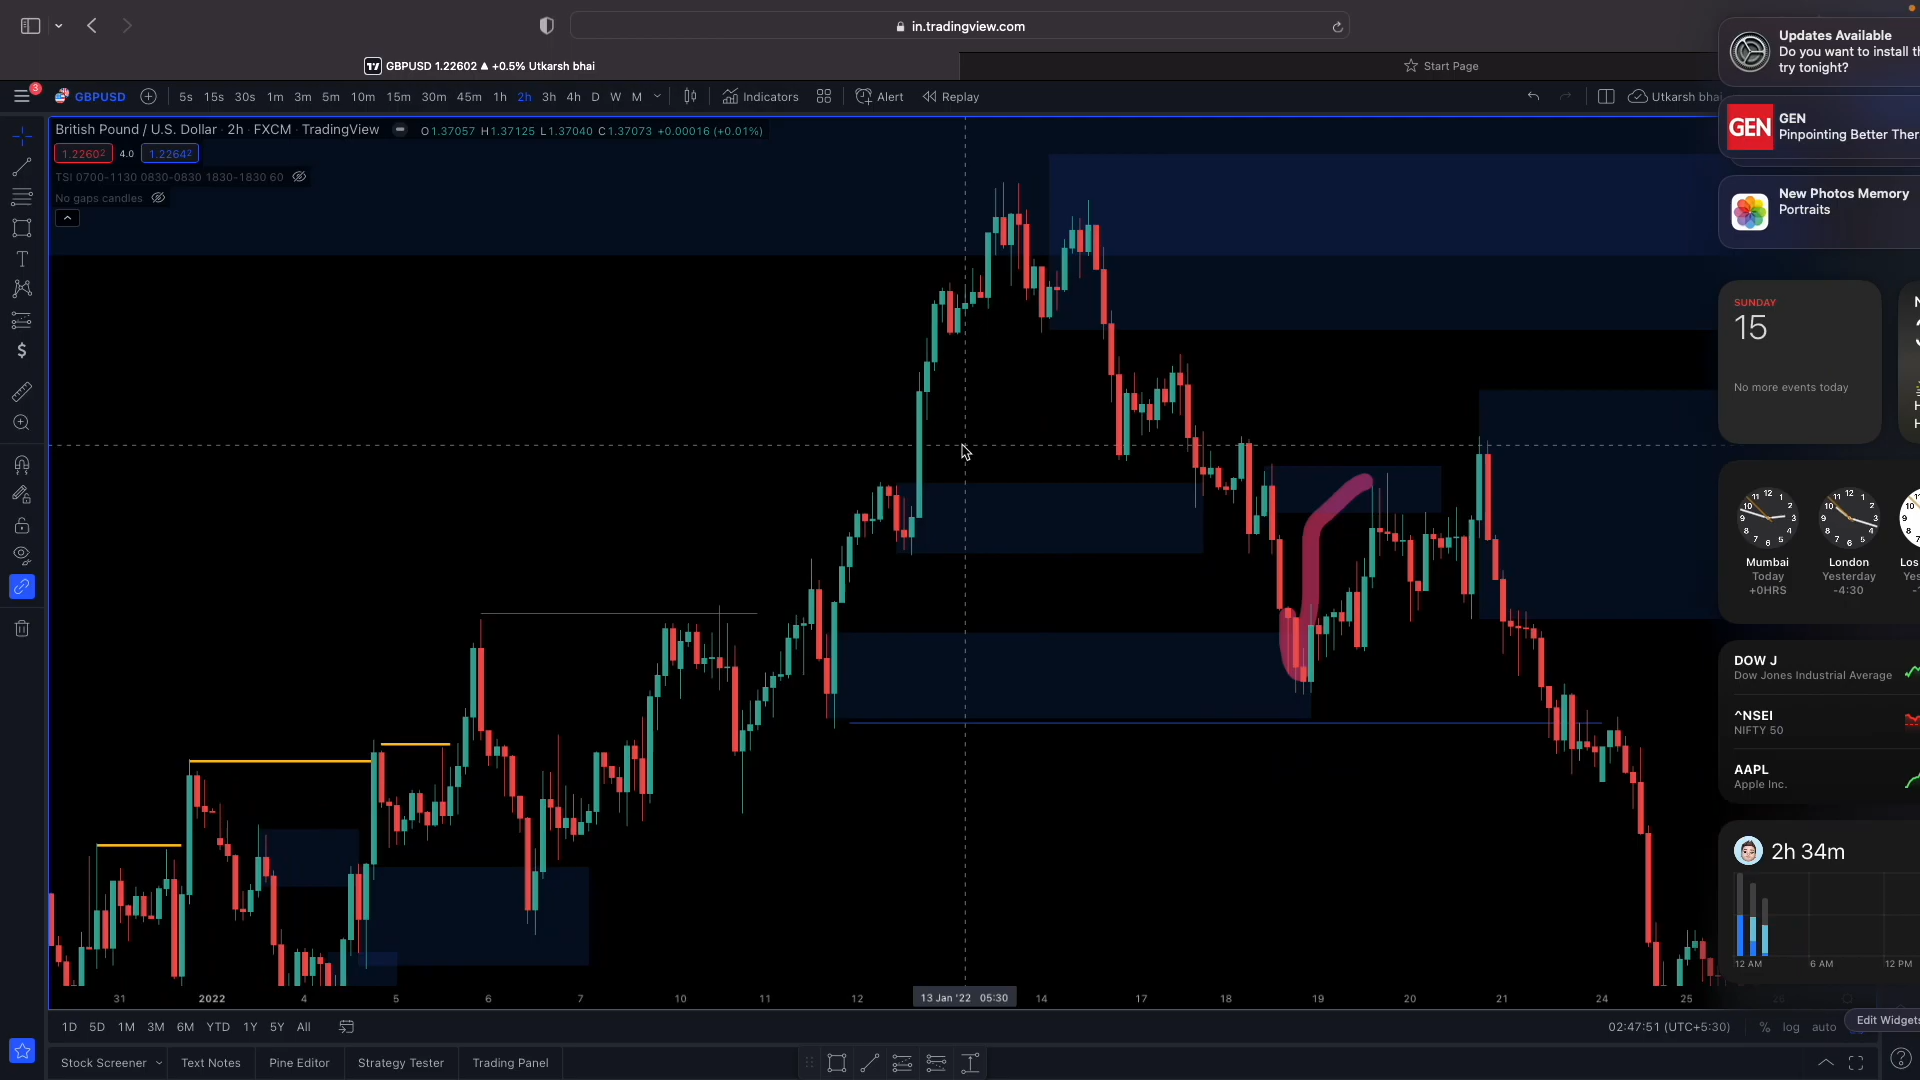 in.tradingview.com
GBPUSD 1.22602 ▲ +0.5% Utkarsh bhai
Start Page
3
GBPUSD 5s 15s 30s 1m 3m 5m 10m 15m 30m 45m 1h 2h 3h 4h D W M Indicators Alert Replay Utkarsh bhai
British Pound / U.S. Dollar · 2h · FXCM · TradingView O1.37057 H1.37125 L1.37040 C1.37073 +0.00016 (+0.01%)
1.22602 4.0 1.22642
TSI 0700-1130 0830-0830 1830-1830 60
No gaps candles
Updates Available
Do you want to install th
try tonight?
GEN
GEN
Pinpointing Better Ther
New Photos Memory
Portraits
SUNDAY
15
No more events today
Mumbai London Los
Today Yesterday Yes
+0HRS -4:30
DOW J
Dow Jones Industrial Average
^NSEI
NIFTY 50
AAPL
Apple Inc.
2h 34m
12 AM 6 AM 12 PM
31 2022 4 5 6 7 10 11 12 13 Jan '22 05:30 14 17 18 19 20 21 24 25
1D 5D 1M 3M 6M YTD 1Y 5Y All 02:47:51 (UTC+5:30) % log auto Edit Widgets
Stock Screener Text Notes Pine Editor Strategy Tester Trading Panel